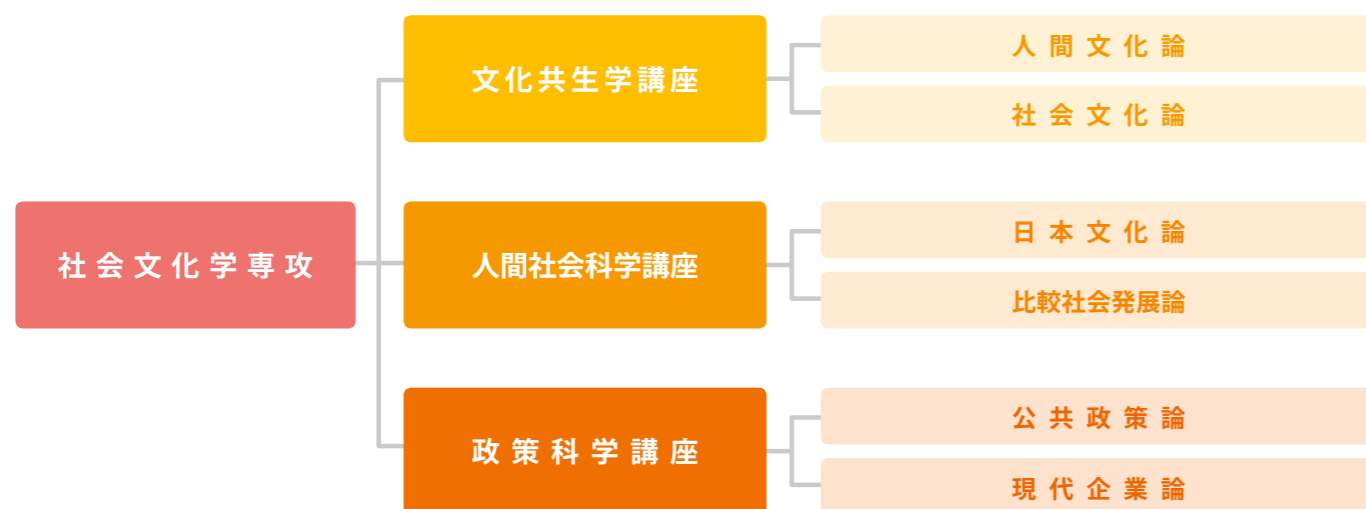 社会文化学専攻
文化共生学講座
人間文化論
社会文化論
人間社会科学講座
日本文化論
比較社会発展論
政策科学講座
公共政策論
現代企業論